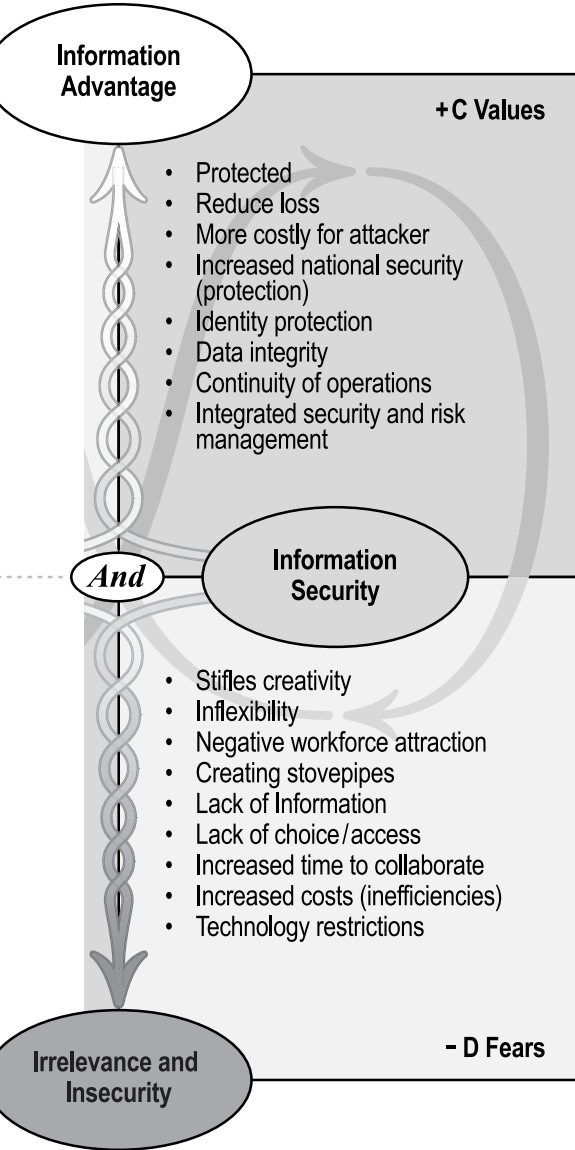 Information
Advantage
+C Values
• Protected
• Reduce loss
• More costly for attacker
• Increased national security
(protection)
• Identity protection
• Data integrity
• Continuity of operations
• Integrated security and risk
management
And
Information
Security
• Stifles creativity
• Inflexibility
• Negative workforce attraction
• Creating stovepipes
• Lack of Information
• Lack of choice/access
• Increased time to collaborate
• Increased costs (inefficiencies)
• Technology restrictions
– D Fears
Irrelevance and
Insecurity